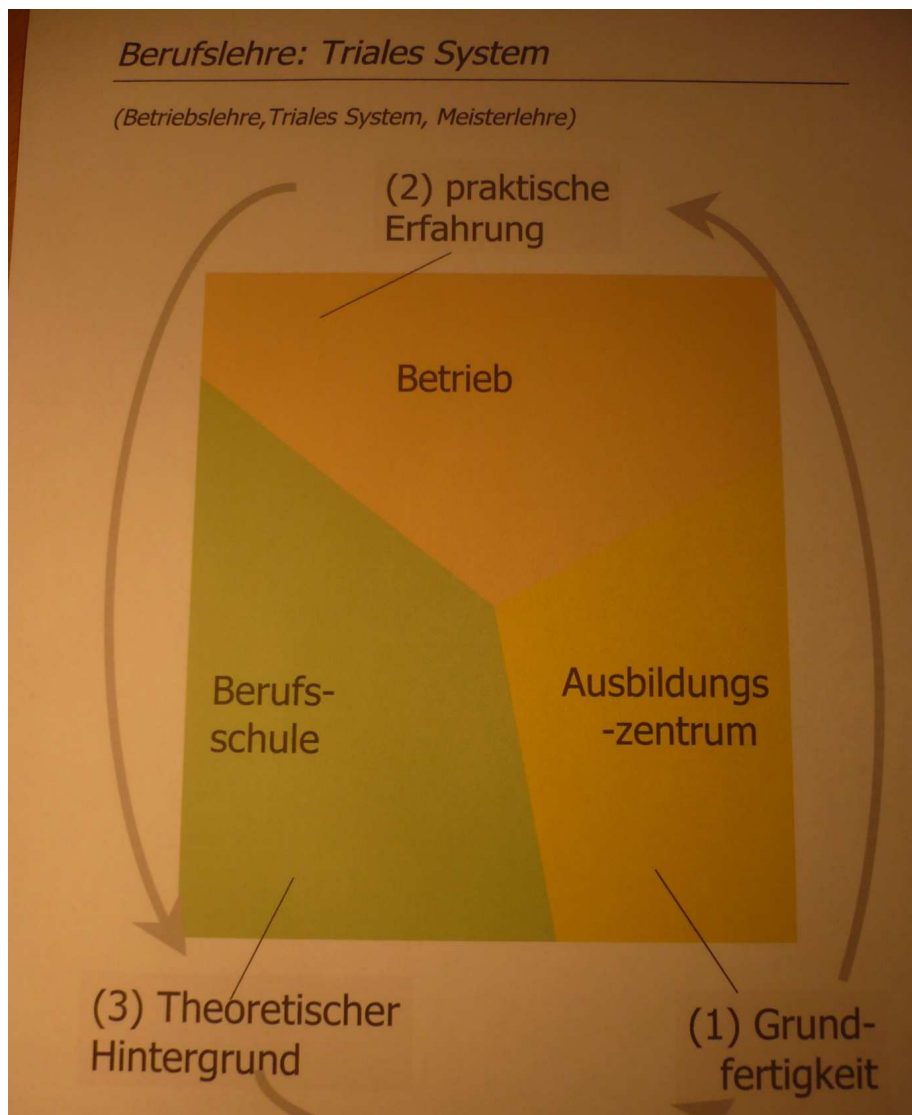 Berufslehre: Triales System
(Betriebslehre,Triales System, Meisterlehre)
(2) praktische
Erfahrung
Betrieb
Berufs-
schule
Ausbildungs
-zentrum
(3) Theoretischer
Hintergrund
(1) Grund-
fertigkeit